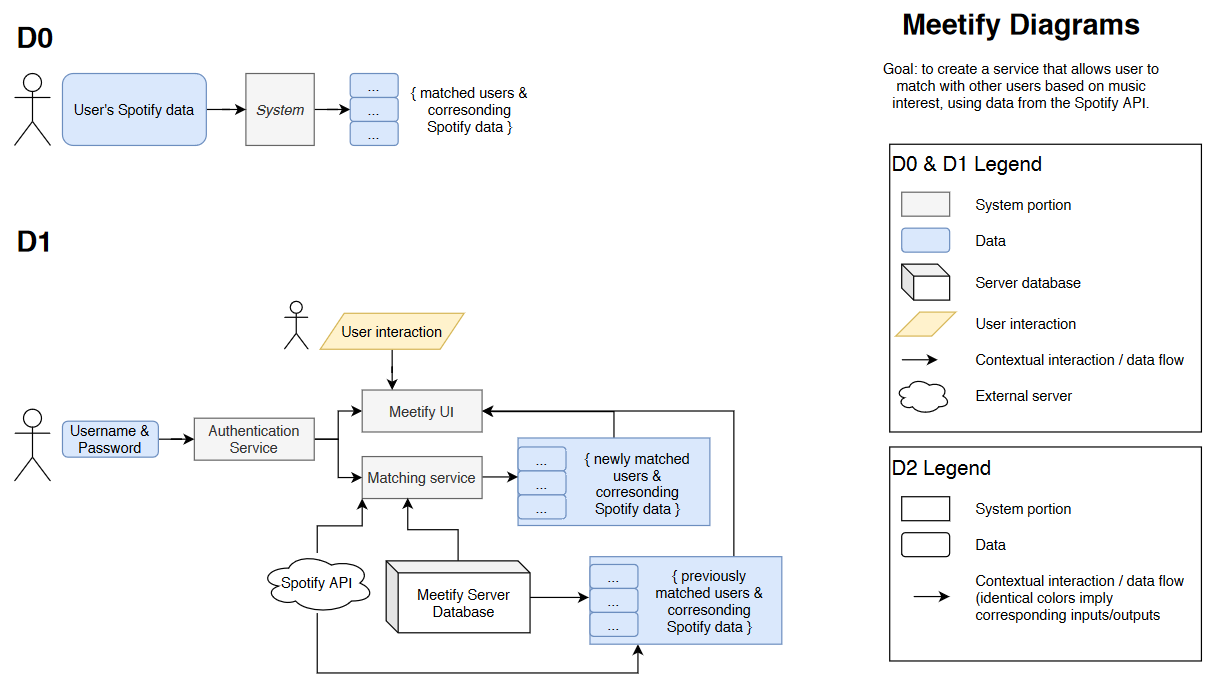 D0
User's Spotify data
System
...
...
...
{ matched users &
corresonding
Spotify data }
Meetify Diagrams
Goal: to create a service that allows user to
match with other users based on music
interest, using data from the Spotify API.
D0 & D1 Legend
System portion
Data
Server database
User interaction
Contextual interaction / data flow
External server
D2 Legend
System portion
Data
Contextual interaction / data flow
(identical colors imply
corresponding inputs/outputs
D1
User interaction
Username &
Password
Authentication
Service
Meetify UI
Matching service
...
...
...
{ newly matched
users &
corresonding
Spotify data }
Spotify API
Meetify Server
Database
...
...
...
{ previously
matched users &
corresonding
Spotify data }